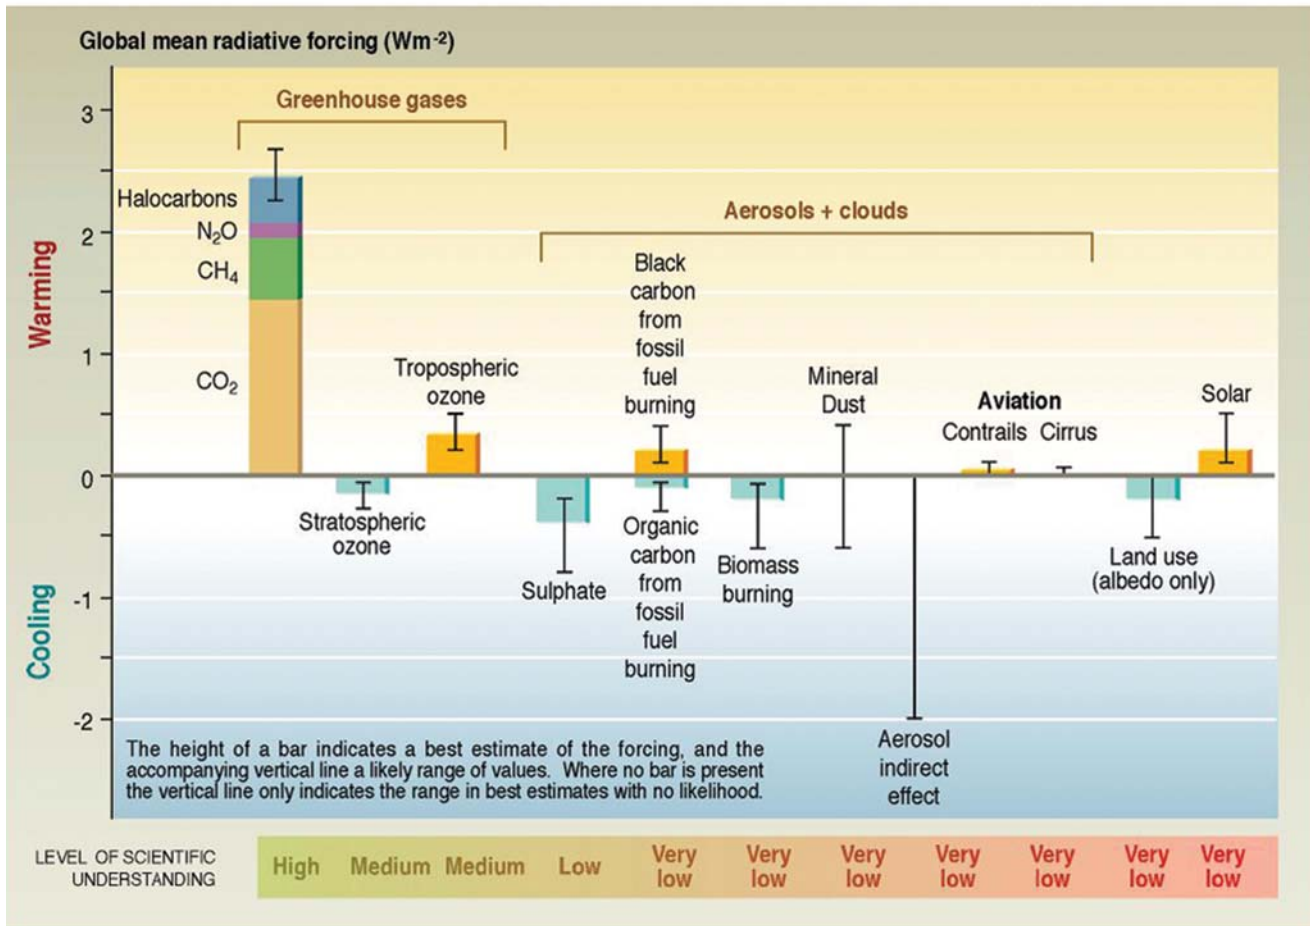 Global mean radiative forcing (Wm-2)
3
2
1
0
-1
-2
Warming
Cooling
Greenhouse gases
Halocarbons
N2O
CH4
CO2
Stratospheric
ozone
Tropospheric
ozone
Aerosols + clouds
Sulphate
Black
carbon
from
fossil
fuel
burning
Organic
carbon
from
fossil
fuel
burning
Biomass
burning
Mineral
Dust
Aerosol
indirect
effect
Aviation
Contrails Cirrus
Land use
(albedo only)
Solar
The height of a bar indicates a best estimate of the forcing, and the
accompanying vertical line a likely range of values. Where no bar is present
the vertical line only indicates the range in best estimates with no likelihood.
LEVEL OF SCIENTIFIC
UNDERSTANDING
High
Medium
Medium
Low
Very
low
Very
low
Very
low
Very
low
Very
low
Very
low
Very
low